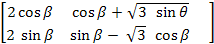 [2 cos β cos β + √3 sin θ
2 sin β sin β − √3 cos β]